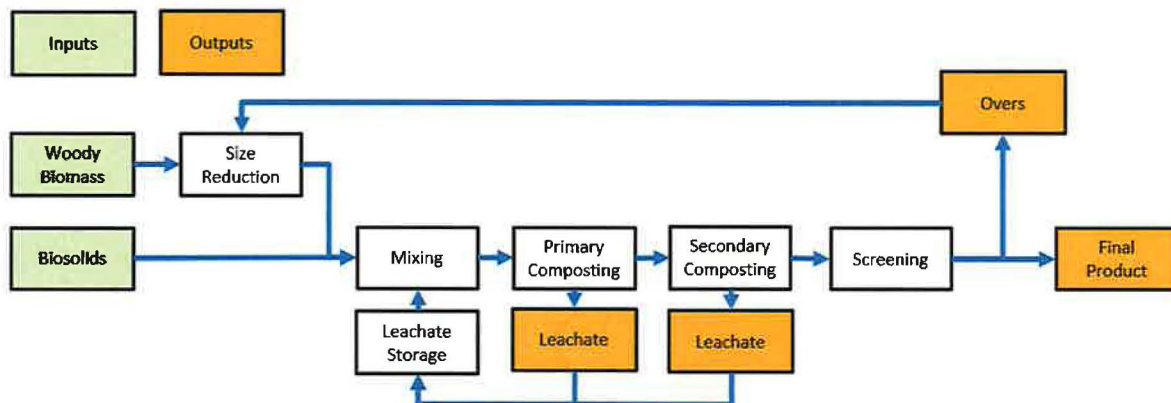 Inputs
Outputs
Overs
Woody
Biomass
Size
Reduction
Biosolids
Mixing
Primary
Composting
Secondary
Composting
Screening
Final
Product
Leachate
Storage
Leachate
Leachate